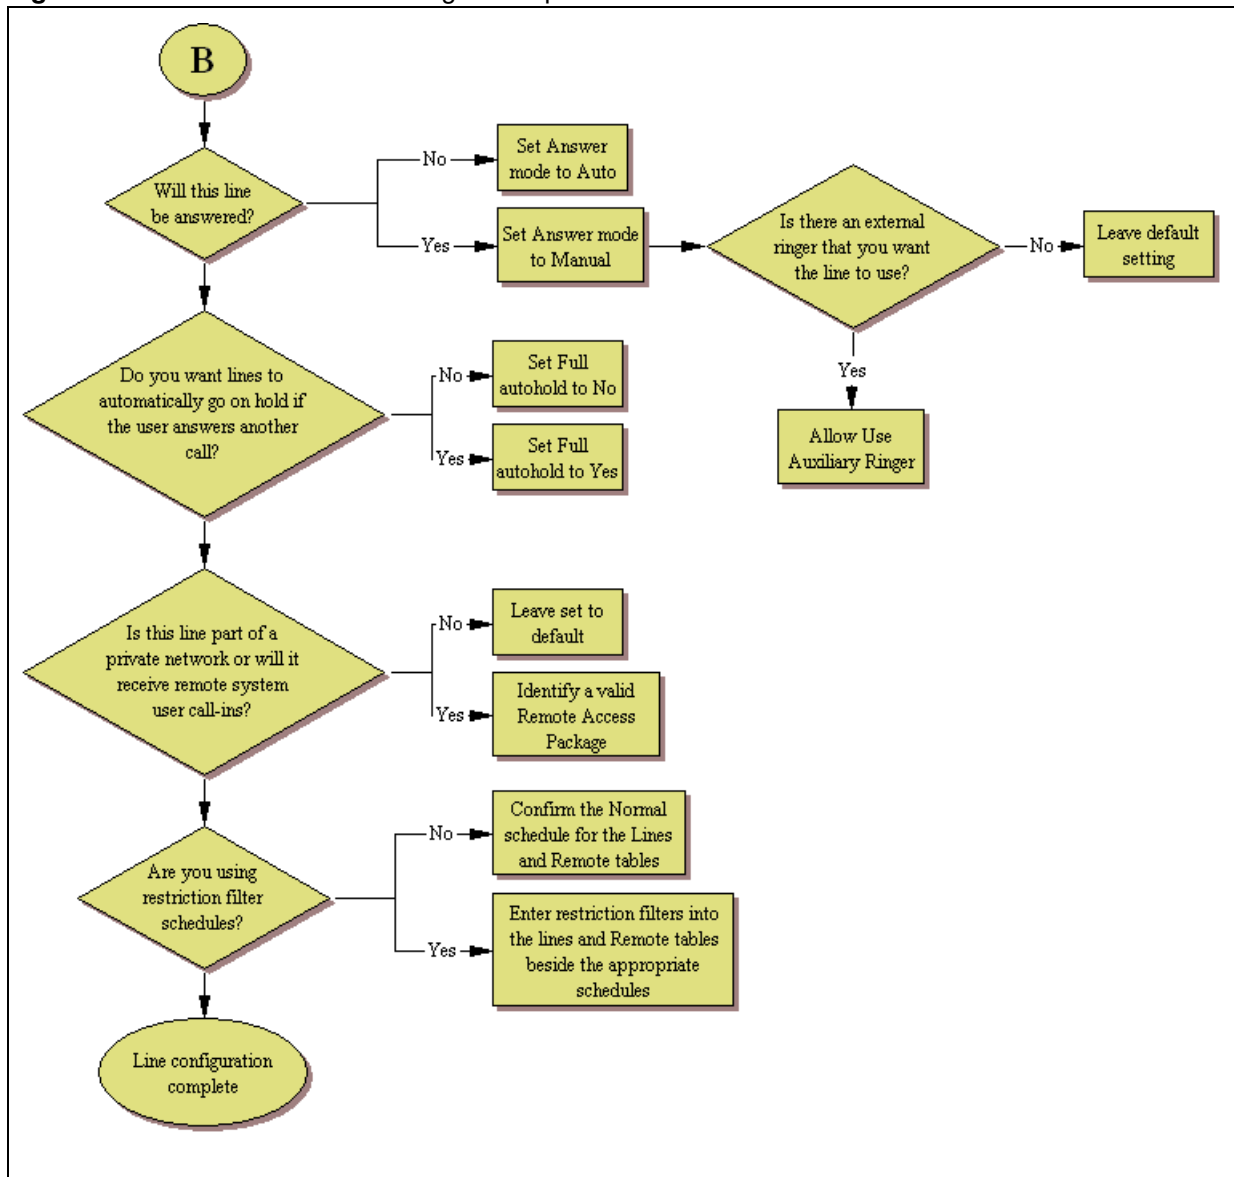 B
Will this line
be answered?
No
Set Answer
mode to Auto
Yes
Set Answer mode
to Manual
Is there an external
ringer that you want
the line to use?
No
Leave default
setting
Yes
Allow Use
Auxiliary Ringer
Do you want lines to
automatically go on hold if
the user answers another
call?
No
Set Full
autohold to No
Yes
Set Full
autohold to Yes
Is this line part of a
private network or will it
receive remote system
user call-ins?
No
Leave set to
default
Yes
Identify a valid
Remote Access
Package
Are you using
restriction filter
schedules?
No
Confirm the Normal
schedule for the Lines
and Remote tables
Yes
Enter restriction filters into
the lines and Remote tables
beside the appropriate
schedules
Line configuration
complete